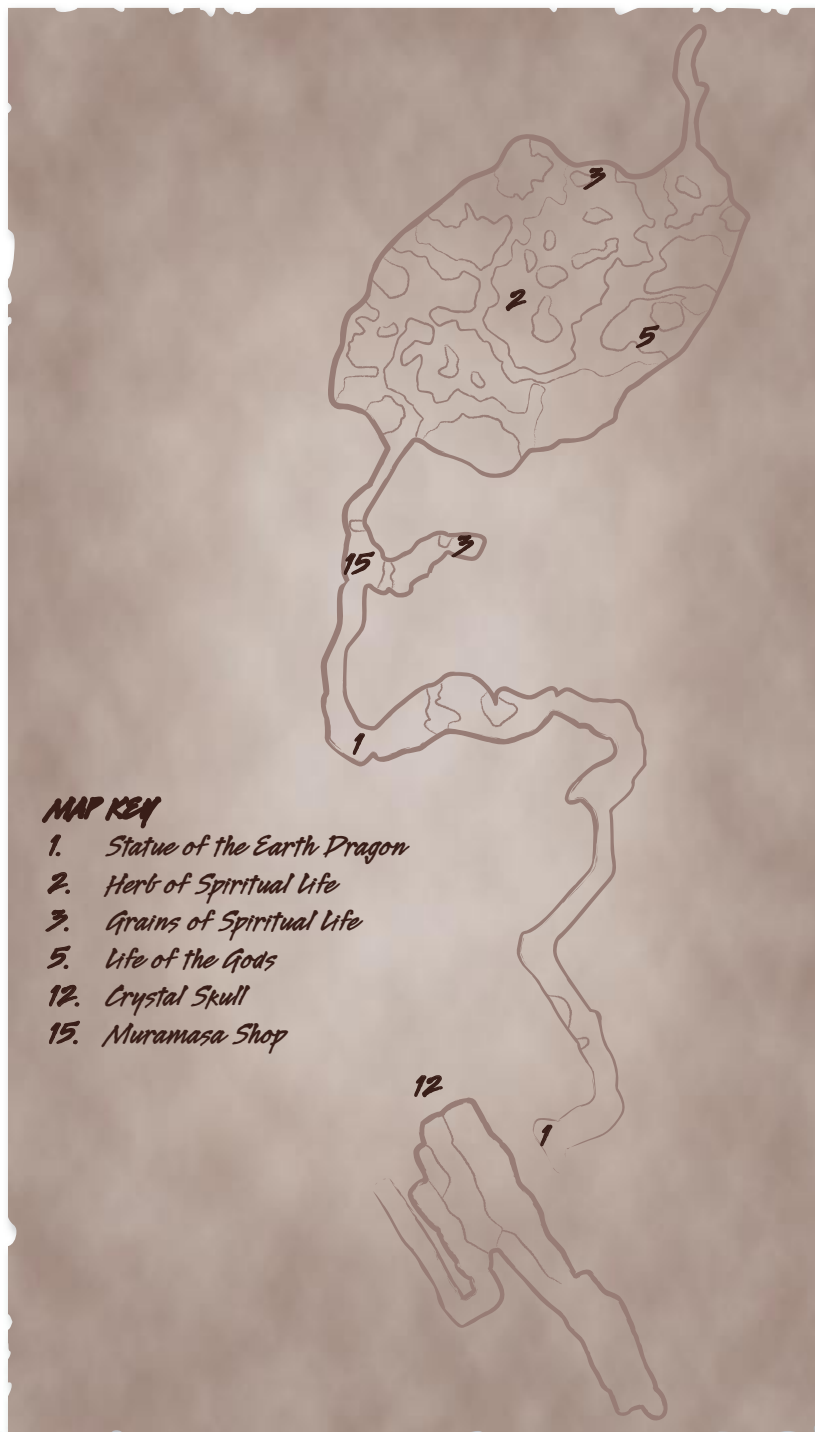 3
2
5
15
3
1
MAP KEY
1. Statue of the Earth Dragon
2. Herb of Spiritual Life
3. Grains of Spiritual Life
5. Life of the Gods
12. Crystal Skull
15. Muramasa Shop
12
1